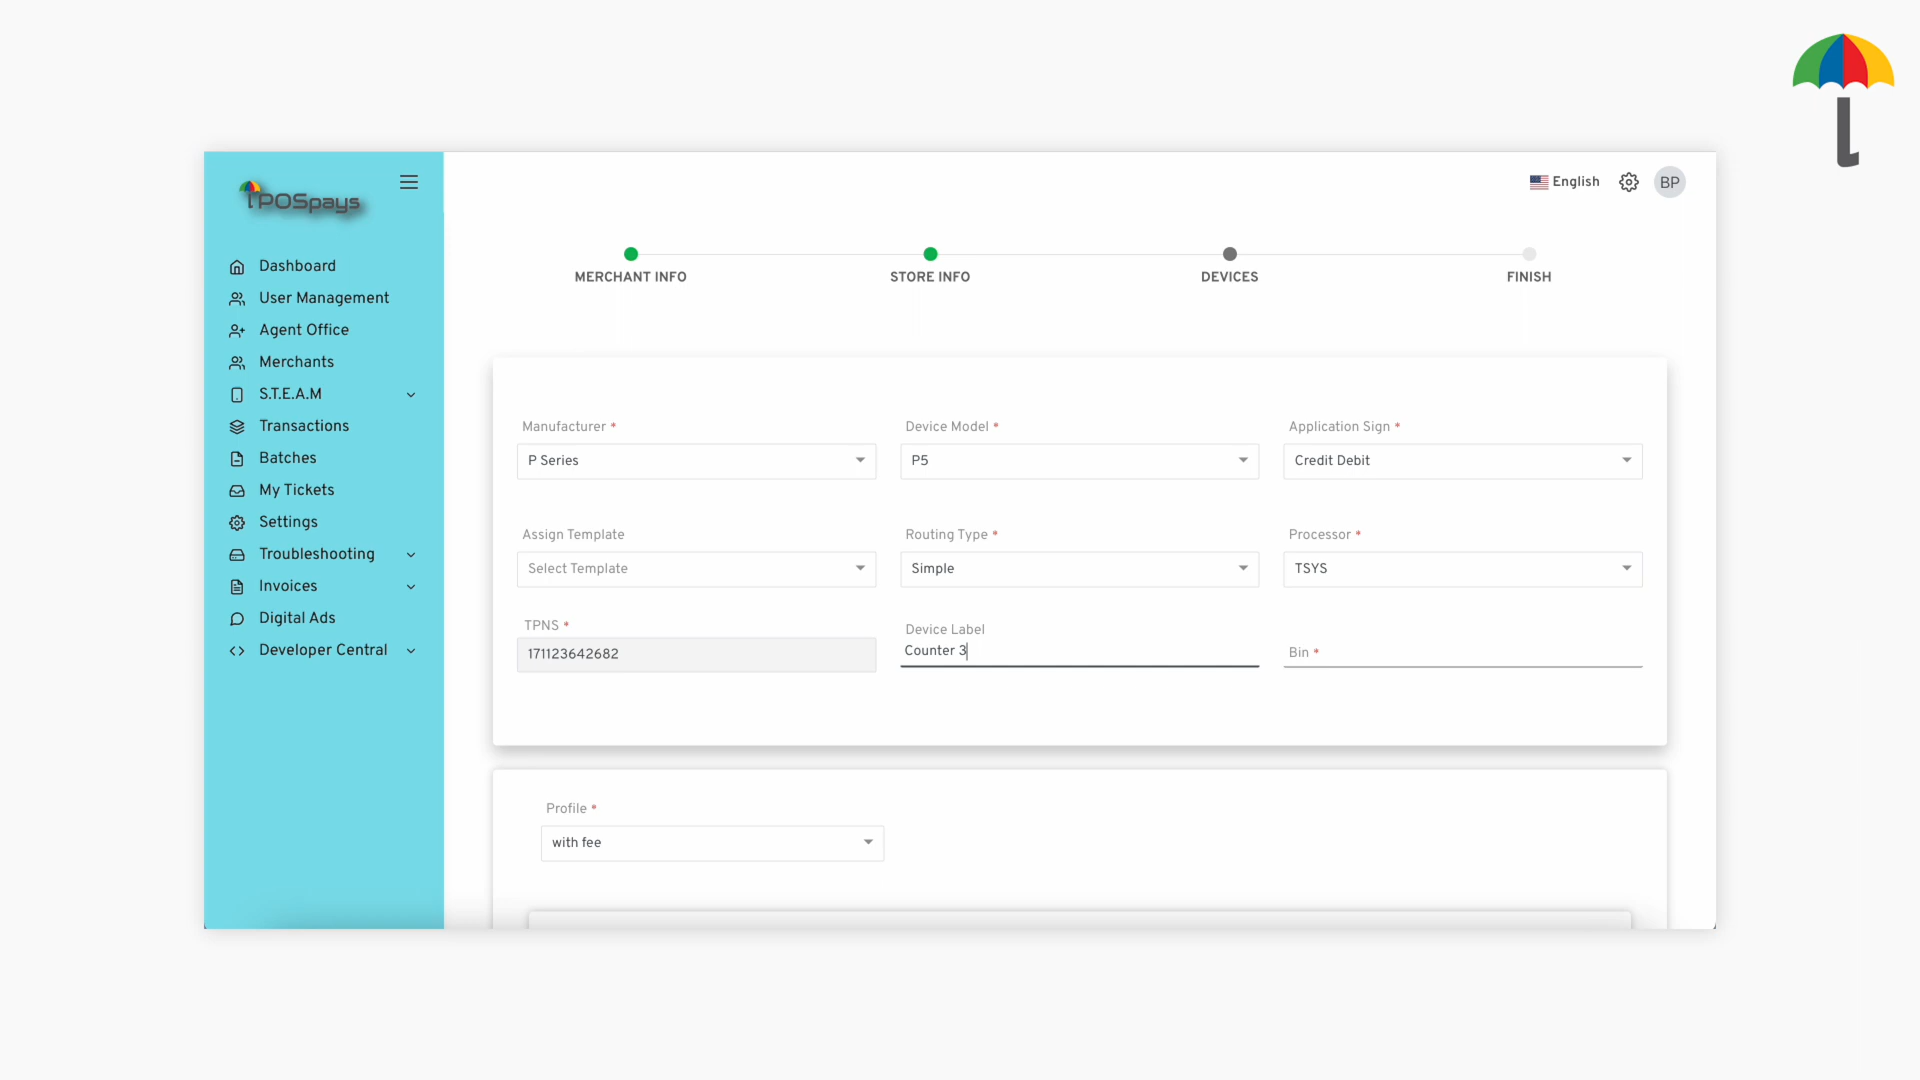 iPOSpays
English
BP
Dashboard
User Management
Agent Office
Merchants
S.T.E.A.M
Transactions
Batches
My Tickets
Settings
Troubleshooting
Invoices
Digital Ads
Developer Central
MERCHANT INFO
STORE INFO
DEVICES
FINISH
Manufacturer *
Device Model *
Application Sign *
P Series
P5
Credit Debit
Assign Template
Routing Type *
Processor *
Select Template
Simple
TSYS
TPNS *
Device Label
171123642682
Counter 3
Bin *
Profile *
with fee